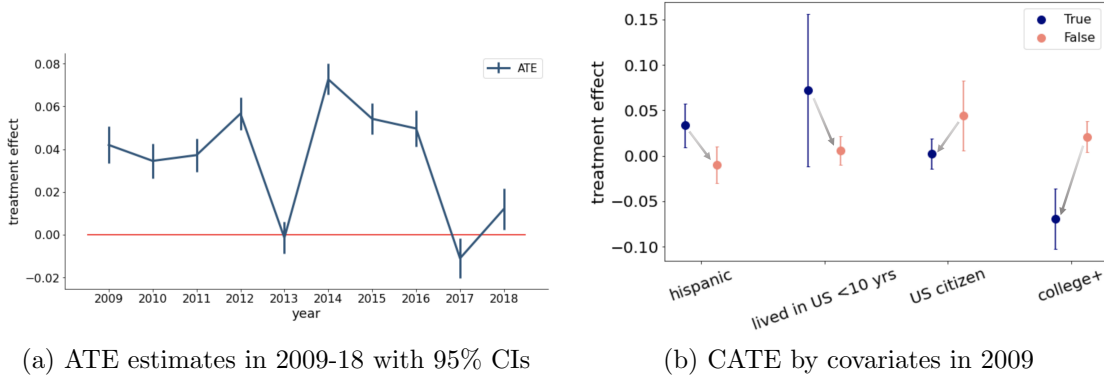 0.08
0.06
0.04
0.02
0.00
−0.02
treatment effect
ATE
2009 2010 2011 2012 2013 2014 2015 2016 2017 2018
year
(a) ATE estimates in 2009-18 with 95% CIs
0.15
0.10
0.05
0.00
−0.05
−0.10
treatment effect
True
False
hispanic
lived in US <10 yrs
US citizen
college+
(b) CATE by covariates in 2009